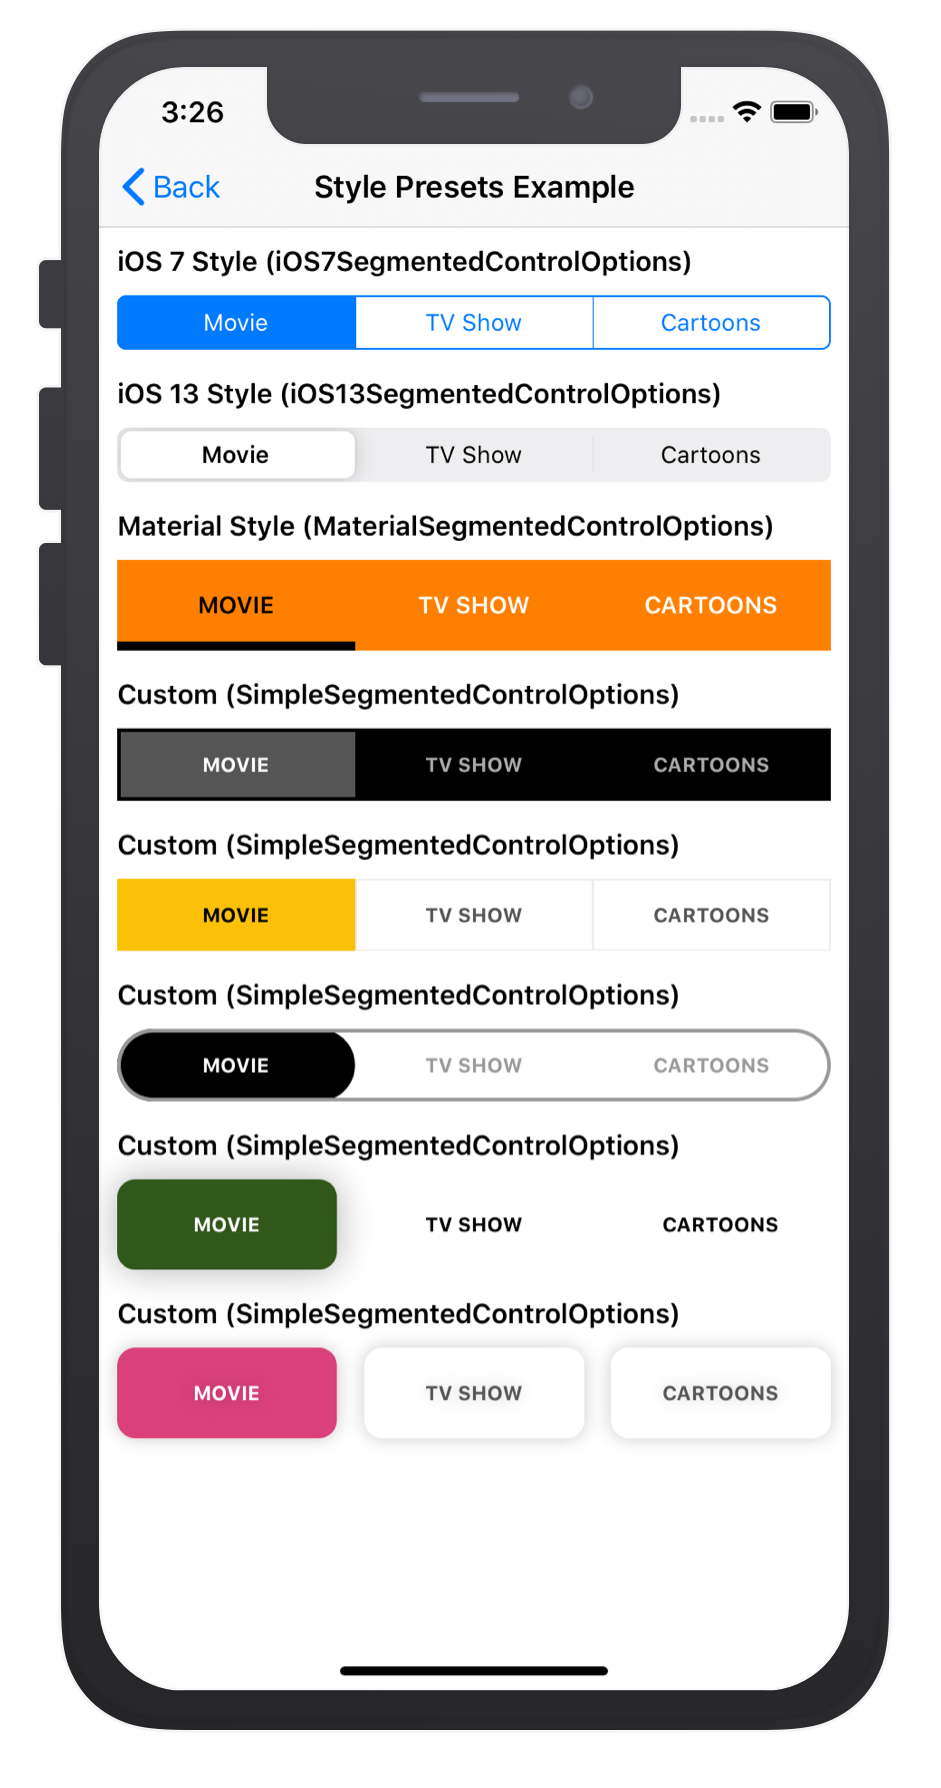 3:26
Back
Style Presets Example
iOS 7 Style (iOS7SegmentedControlOptions)
Movie TV Show Cartoons
iOS 13 Style (iOS13SegmentedControlOptions)
Movie TV Show Cartoons
Material Style (MaterialSegmentedControlOptions)
MOVIE TV SHOW CARTOONS
Custom (SimpleSegmentedControlOptions)
MOVIE TV SHOW CARTOONS
Custom (SimpleSegmentedControlOptions)
MOVIE TV SHOW CARTOONS
Custom (SimpleSegmentedControlOptions)
MOVIE TV SHOW CARTOONS
Custom (SimpleSegmentedControlOptions)
MOVIE TV SHOW CARTOONS
Custom (SimpleSegmentedControlOptions)
MOVIE TV SHOW CARTOONS